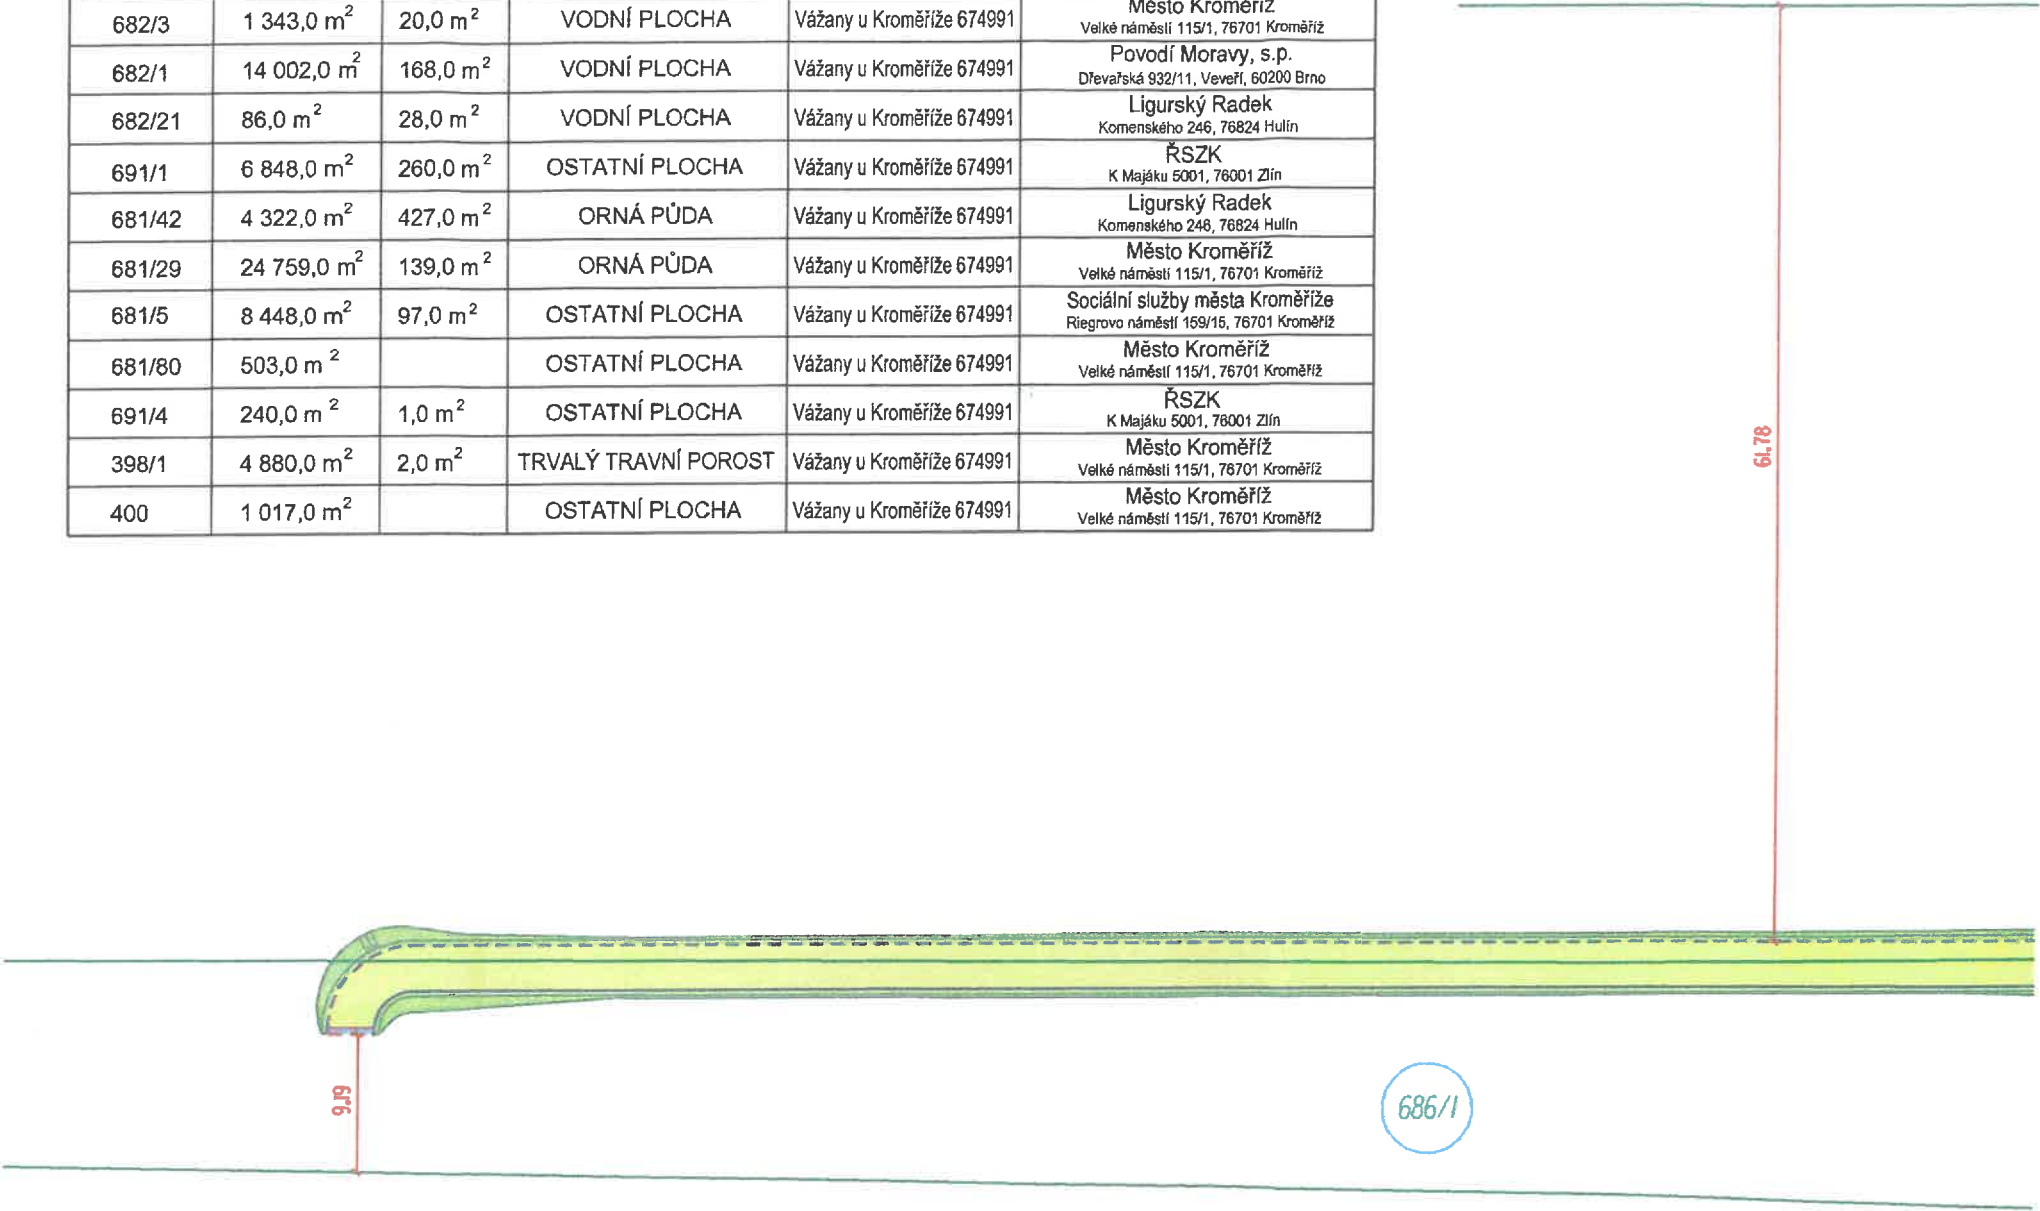 682/3 1 343,0 m² 20,0 m² VODNÍ PLOCHA Vážany u Kroměříže 674991 Město Kroměříž
Velké náměstí 115/1, 76701 Kroměříž
682/1 14 002,0 m² 168,0 m² VODNÍ PLOCHA Vážany u Kroměříže 674991 Povodí Moravy, s.p.
Dřevařská 932/11, Veveří, 60200 Brno
682/21 86,0 m² 28,0 m² VODNÍ PLOCHA Vážany u Kroměříže 674991 Ligurský Radek
Komenského 246, 76824 Hulín
691/1 6 848,0 m² 260,0 m² OSTATNÍ PLOCHA Vážany u Kroměříže 674991 ŘSZK
K Majáku 5001, 76001 Zlín
681/42 4 322,0 m² 427,0 m² ORNÁ PŮDA Vážany u Kroměříže 674991 Ligurský Radek
Komenského 246, 76824 Hulín
681/29 24 759,0 m² 139,0 m² ORNÁ PŮDA Vážany u Kroměříže 674991 Město Kroměříž
Velké náměstí 115/1, 76701 Kroměříž
681/5 8 448,0 m² 97,0 m² OSTATNÍ PLOCHA Vážany u Kroměříže 674991 Sociální služby města Kroměříže
Riegrovo náměstí 159/15, 76701 Kroměříž
681/80 503,0 m² OSTATNÍ PLOCHA Vážany u Kroměříže 674991 Město Kroměříž
Velké náměstí 115/1, 76701 Kroměříž
691/4 240,0 m² 1,0 m² OSTATNÍ PLOCHA Vážany u Kroměříže 674991 ŘSZK
K Majáku 5001, 76001 Zlín
398/1 4 880,0 m² 2,0 m² TRVALÝ TRAVNÍ POROST Vážany u Kroměříže 674991 Město Kroměříž
Velké náměstí 115/1, 76701 Kroměříž
400 1 017,0 m² OSTATNÍ PLOCHA Vážany u Kroměříže 674991 Město Kroměříž
Velké náměstí 115/1, 76701 Kroměříž
61.78
9.19
686/1